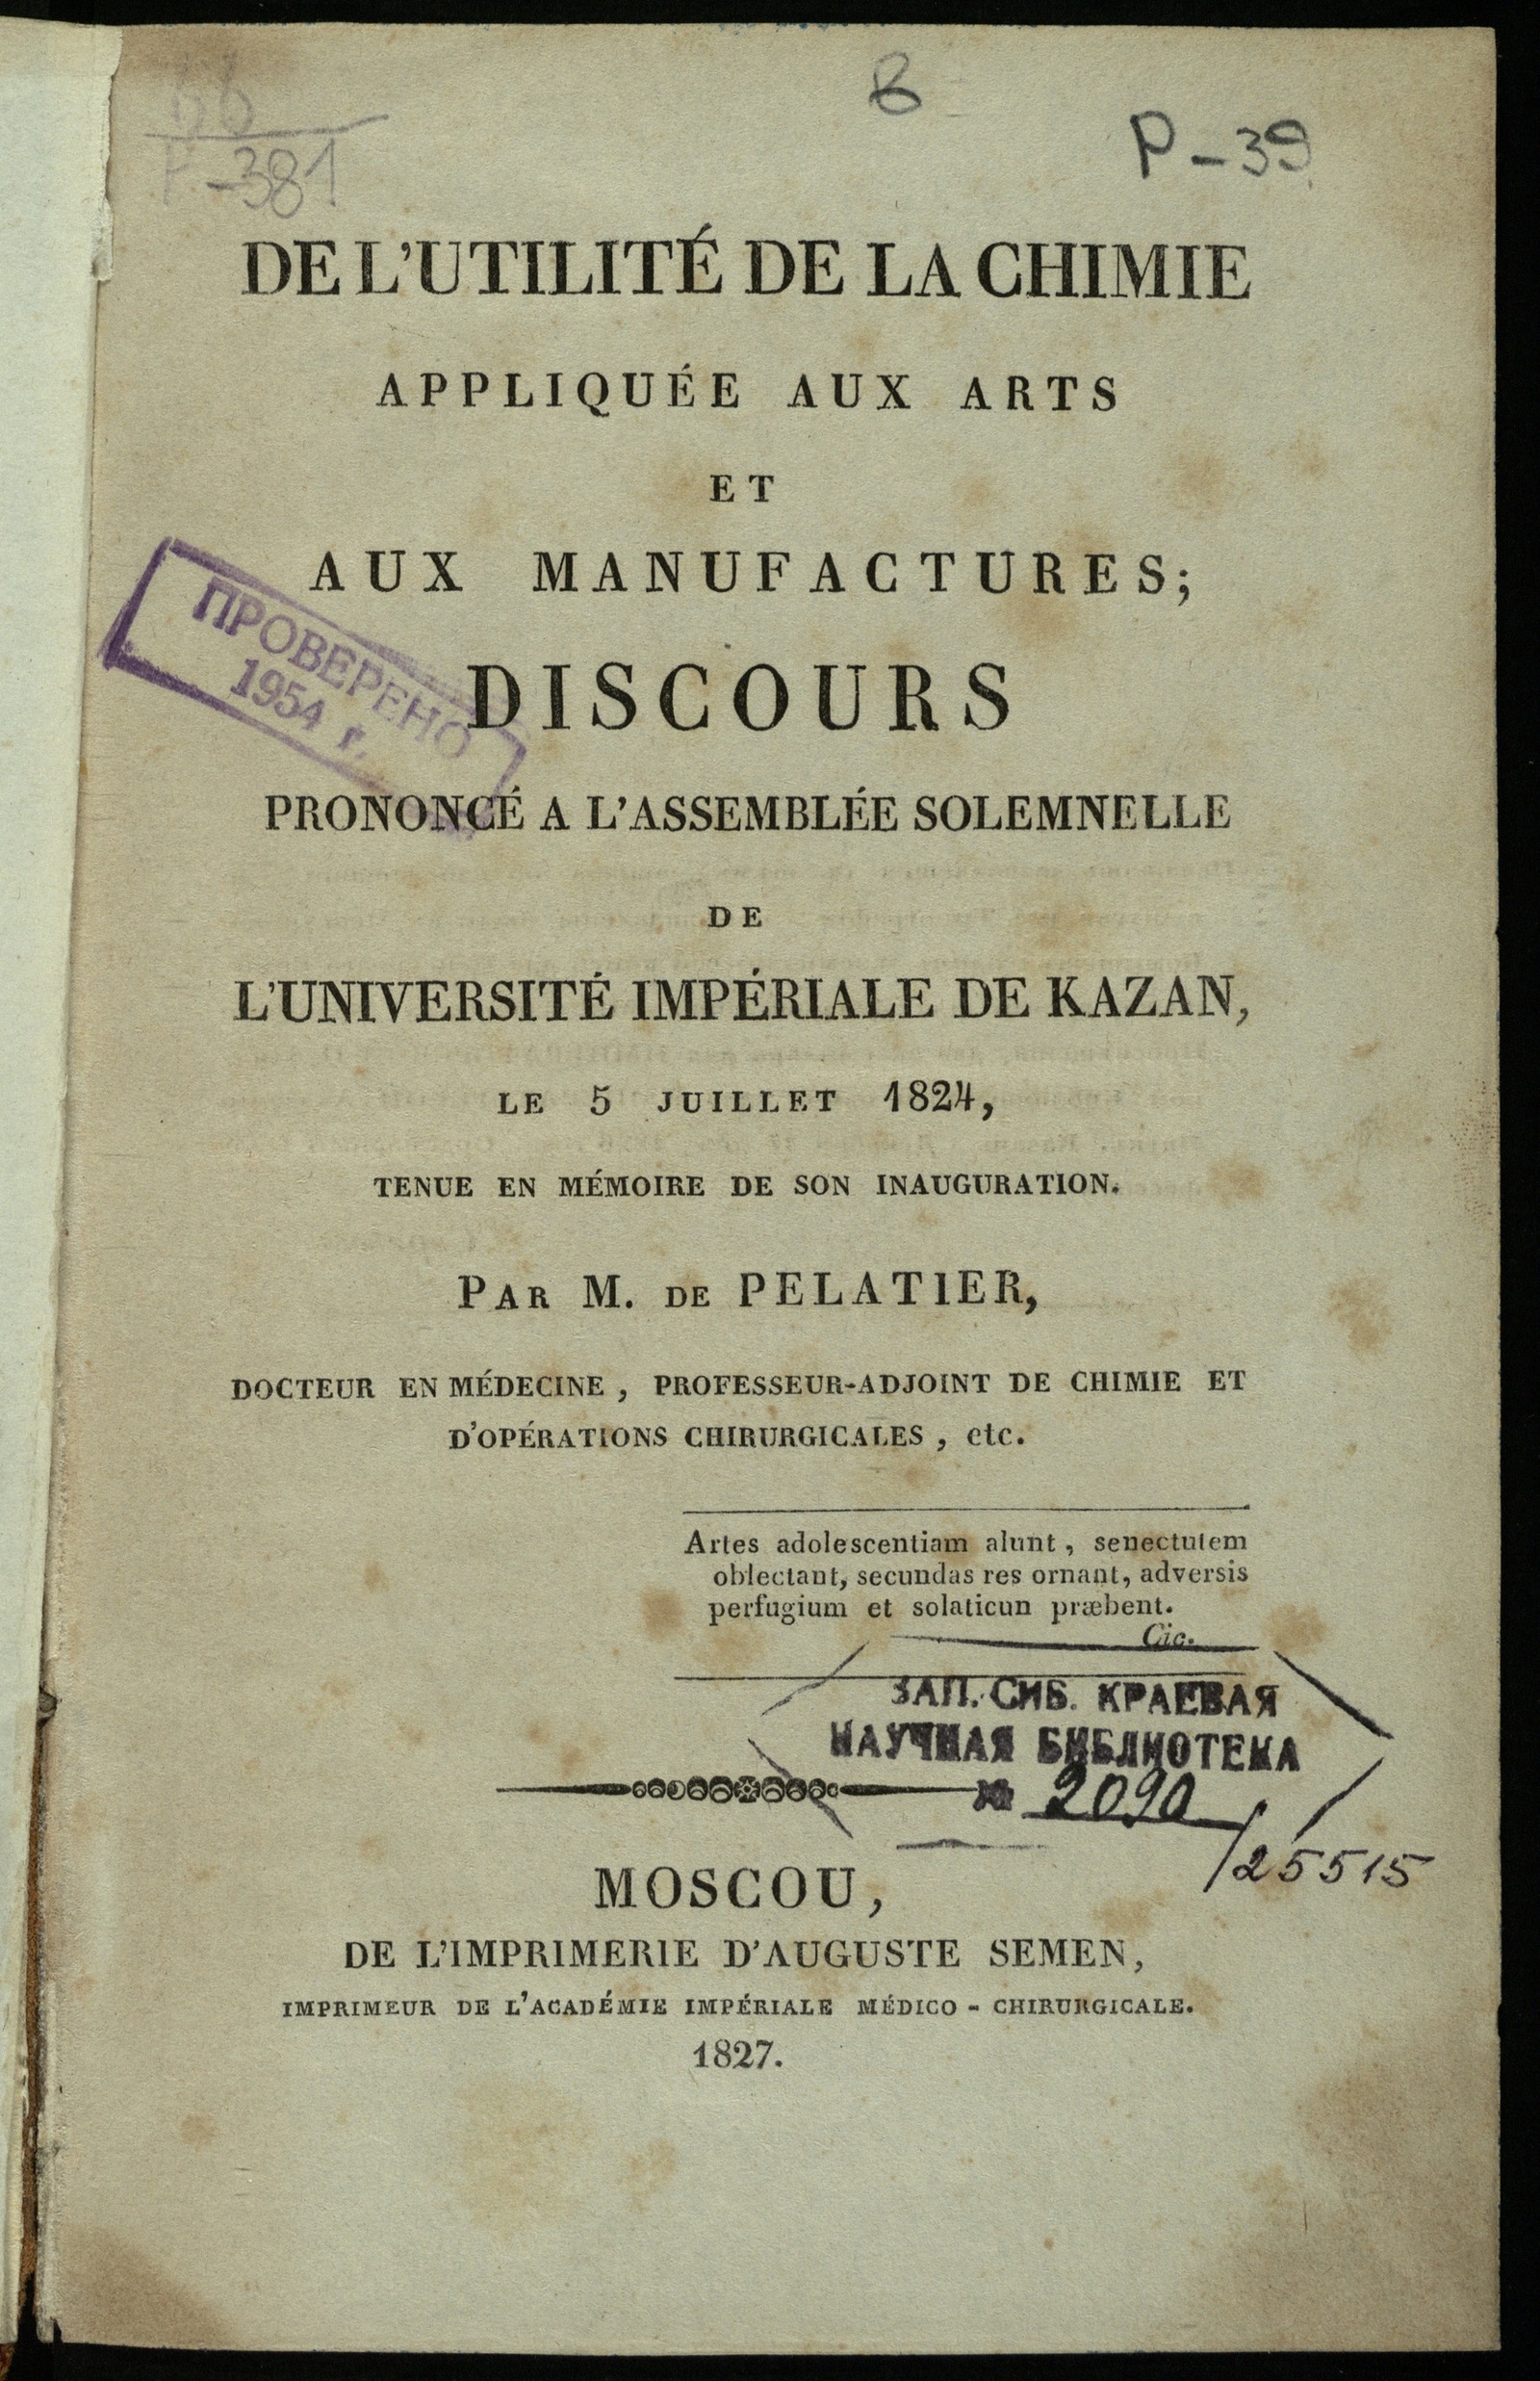 В
P-39
-381
DE L'UTILITÉ DE LA CHIMIE
APPLIQUÉE AUX ARTS
ET
AUX MANUFACTURES;
ПРОВЕРЕНО
1954 г.
DISCOURS
PRONONCÉ A L'ASSEMBLÉE SOLEMNELLE
DE
L'UNIVERSITÉ IMPÉRIALE DE KAZAN,
LE 5 JUILLET 1824,
TENUE EN MÉMOIRE DE SON INAUGURATION.
PAR M. DE PELATIER,
DOCTEUR EN MÉDECINE, PROFESSEUR-ADJOINT DE CHIMIE ET
D'OPÉRATIONS CHIRURGICALES, etc.
Artes adolescentiam alunt, senectutem
oblectant, secundas res ornant, adversis
perfugium et solaticun præbent.
Cic.
ЗАП. СИБ. КРАЕВАЯ
НАУЧНАЯ БИБЛИОТЕКА
№ 2090
/25515
MOSCOU,
DE L'IMPRIMERIE D'AUGUSTE SEMEN,
IMPRIMEUR DE L'ACADÉMIE IMPÉRIALE MÉDICO-CHIRURGICALE.
1827.